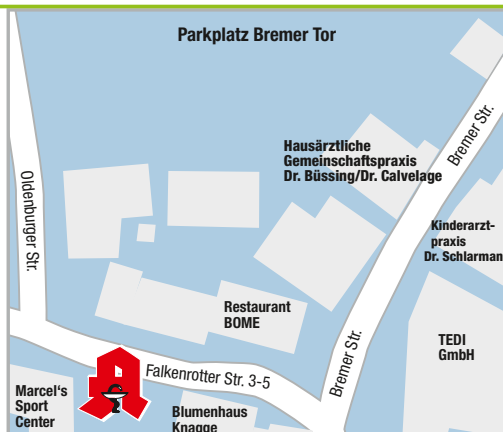 Parkplatz Bremer Tor
Bremer Str.
Hausärztliche
Gemeinschaftspraxis
Dr. Büssing/Dr. Calvelage
Oldenburger Str.
Kinderarzt-
praxis
Dr. Schlarman
Restaurant
BOME
TEDI
GmbH
Bremer Str.
Falkenrotter Str. 3-5
Marcel's
Sport
Center
Blumenhaus
Knagge